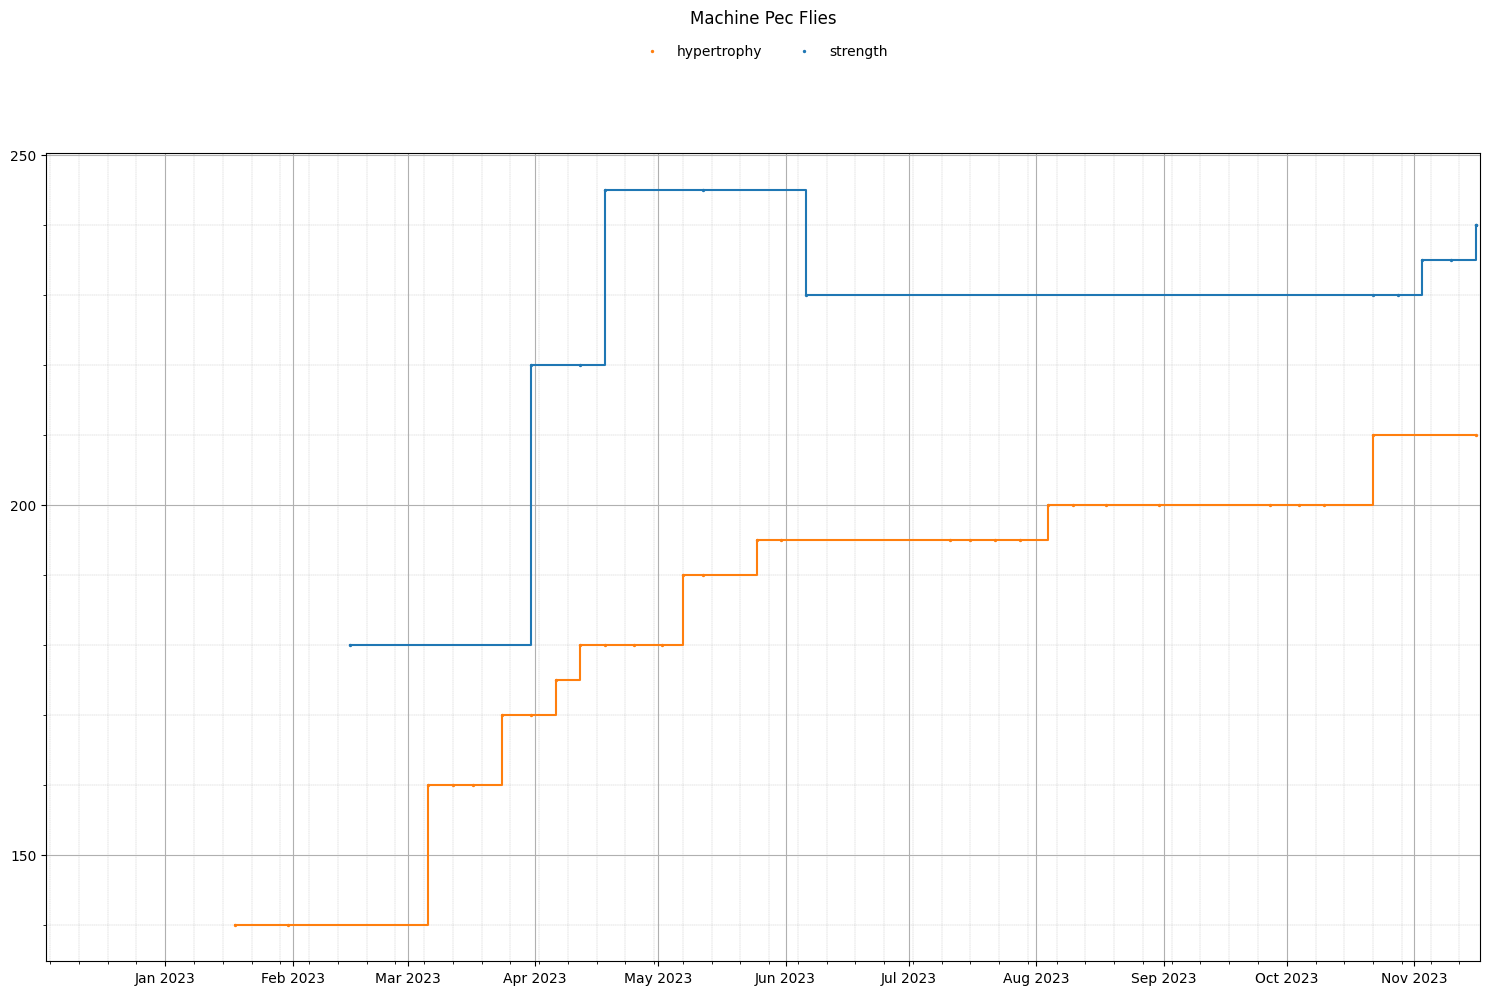 Machine Pec Flies
hypertrophy strength
250
200
150
Jan 2023 Feb 2023 Mar 2023 Apr 2023 May 2023 Jun 2023 Jul 2023 Aug 2023 Sep 2023 Oct 2023 Nov 2023